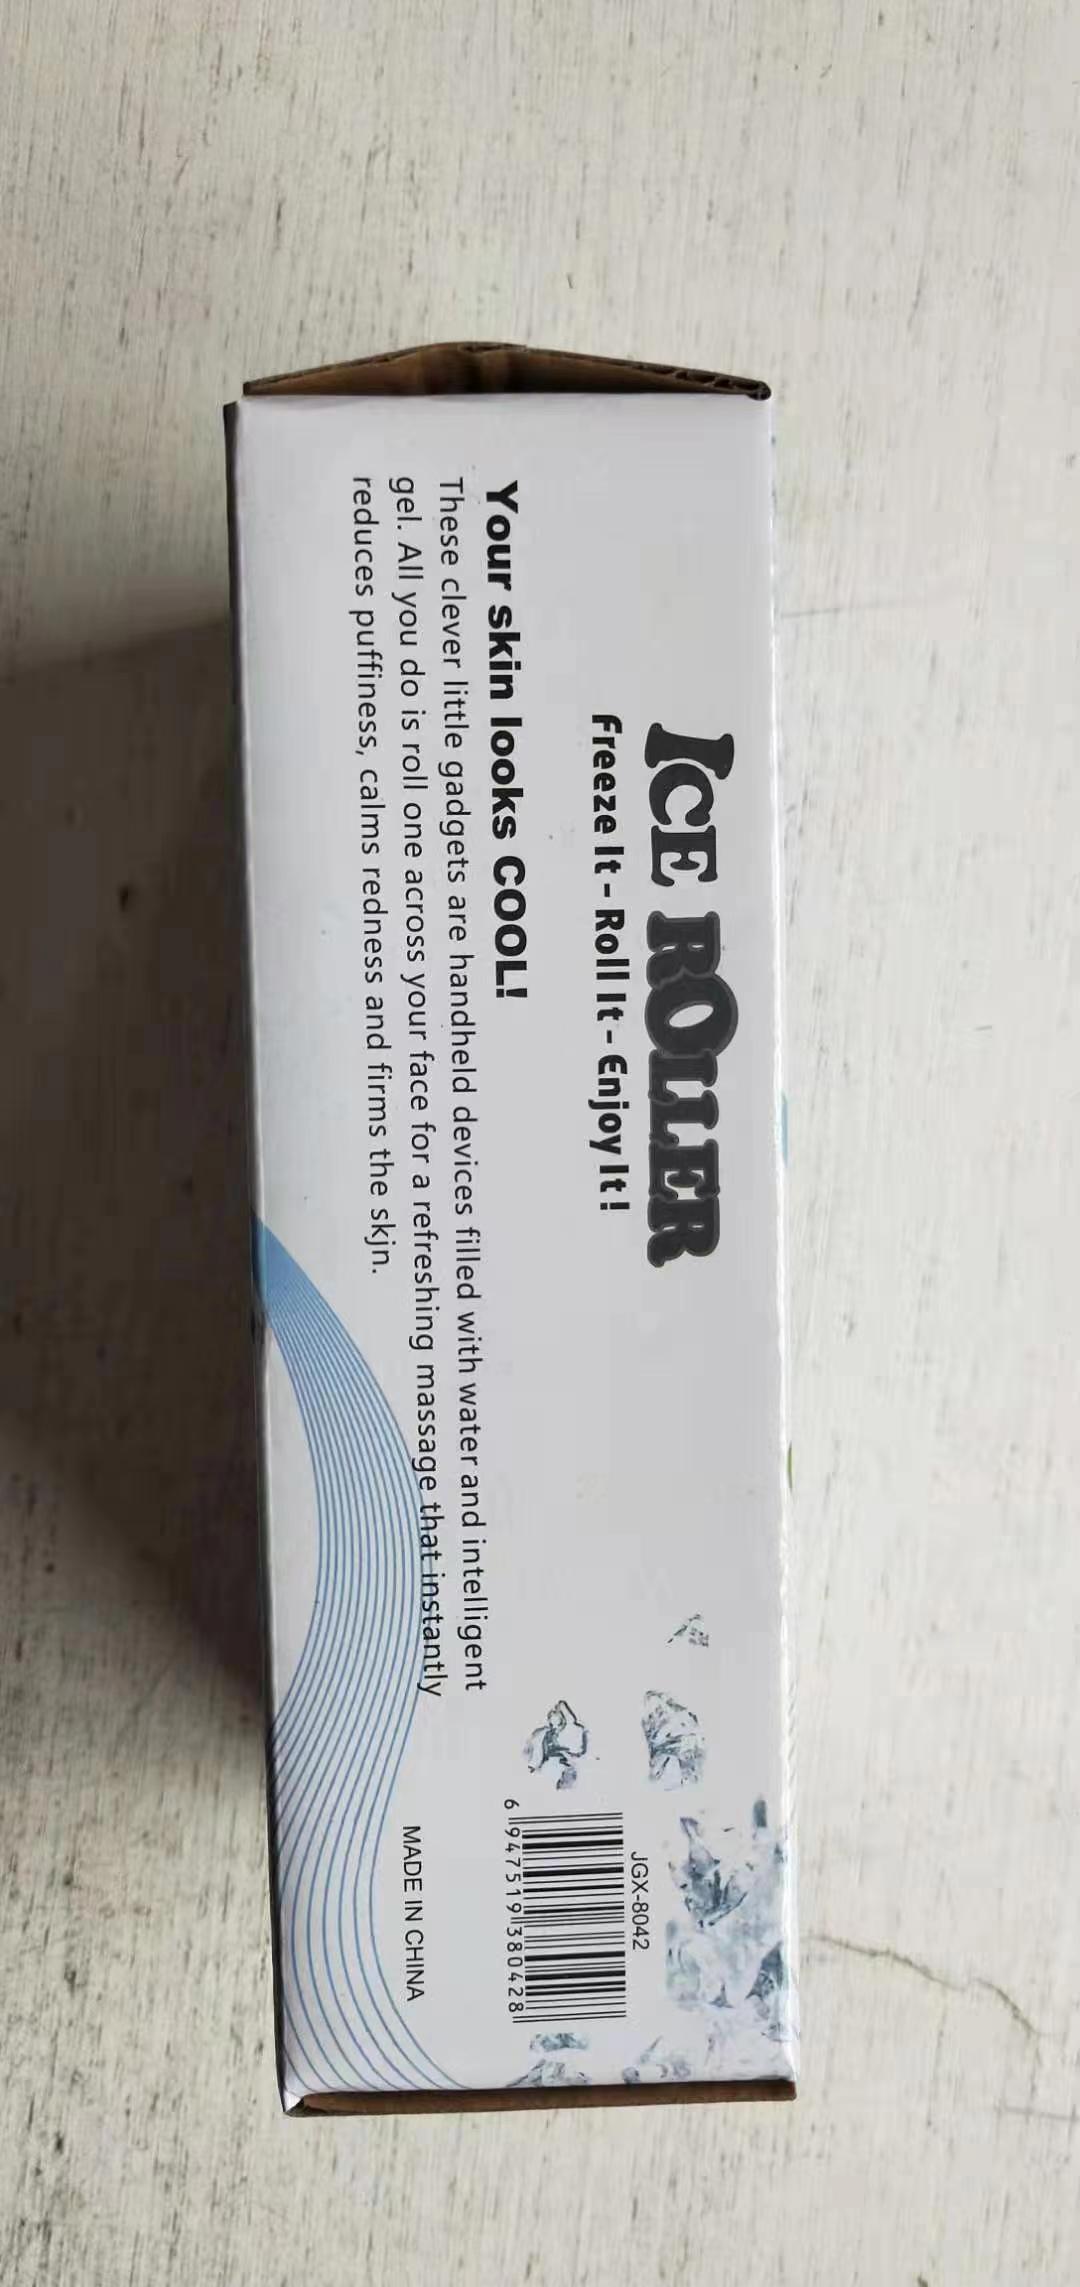 ICE ROLLER
Freeze It - Roll It - Enjoy It!
Your skin looks COOL!
These clever little gadgets are handheld devices filled with water and intelligent
gel. All you do is roll one across your face for a refreshing massage that instantly
reduces puffiness, calms redness and firms the skjn.
JGX-8042
6 947519 380428
MADE IN CHINA